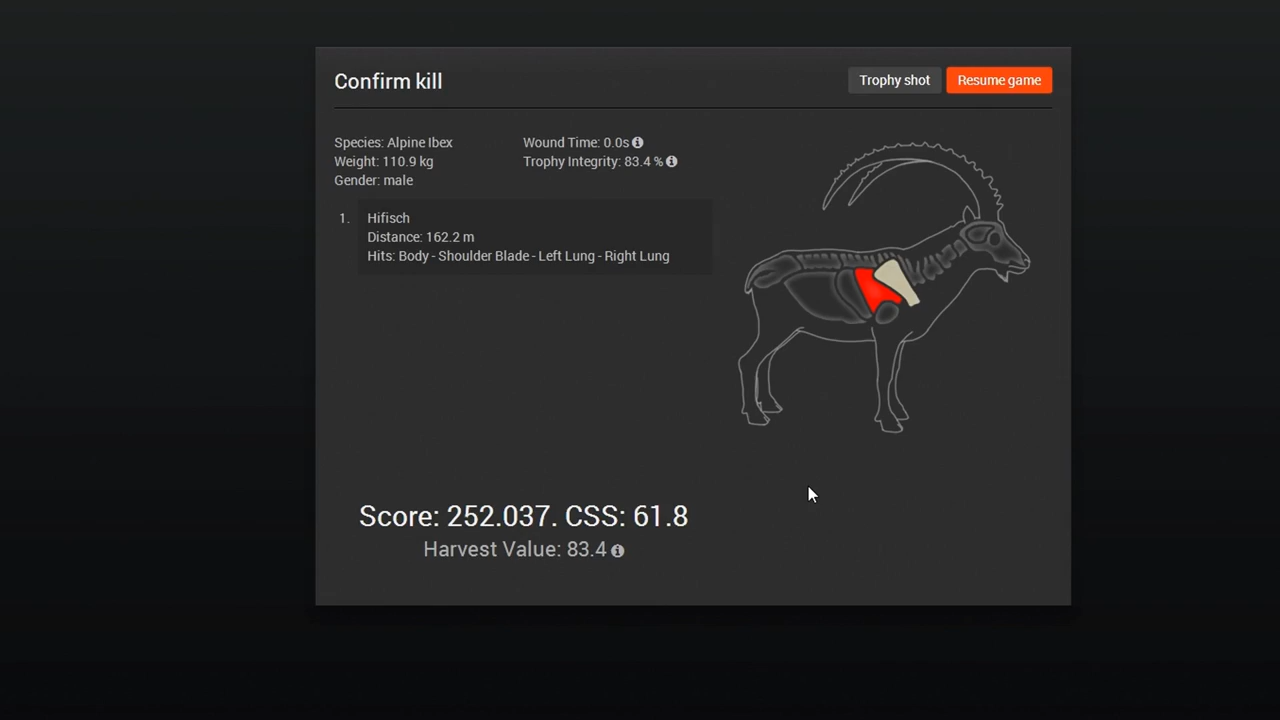 Confirm kill
Trophy shot
Resume game
Species: Alpine Ibex
Weight: 110.9 kg
Gender: male
Wound Time: 0.0s
Trophy Integrity: 83.4 %
1.
Hifisch
Distance: 162.2 m
Hits: Body - Shoulder Blade - Left Lung - Right Lung
Score: 252.037. CSS: 61.8
Harvest Value: 83.4